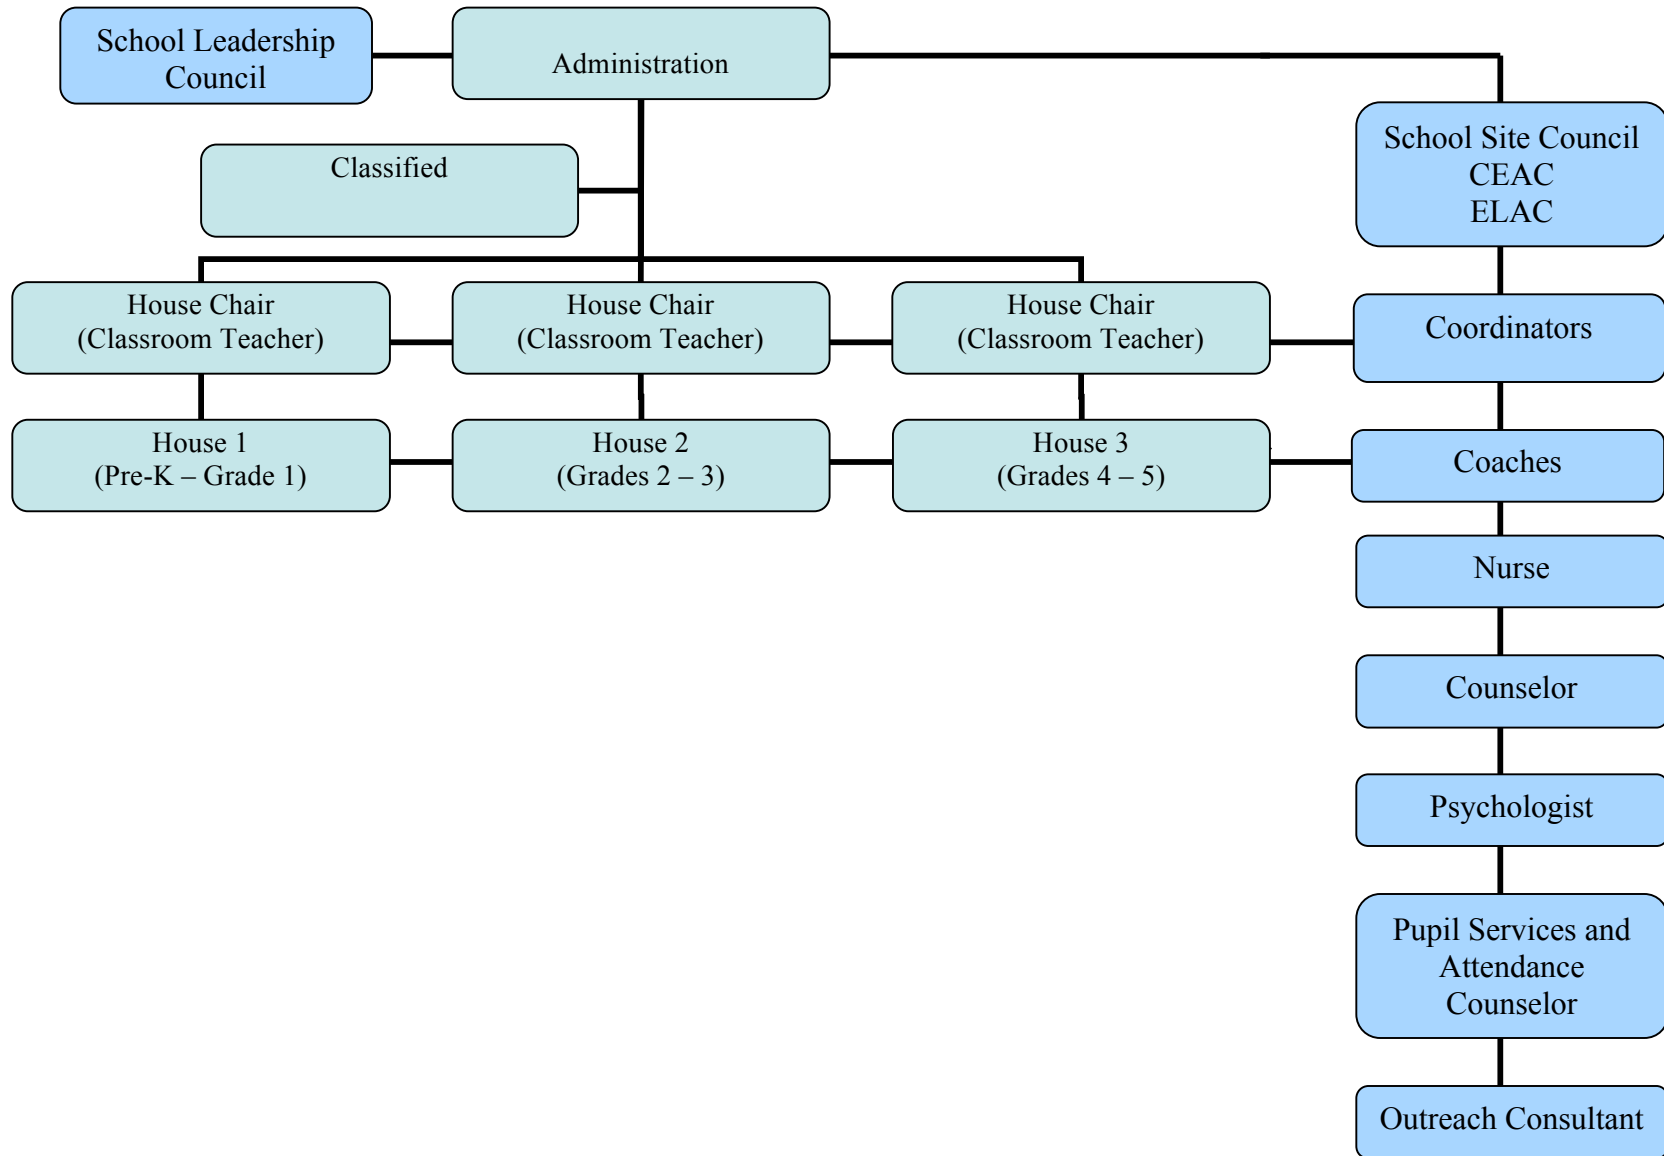 School Leadership
Council
Administration
Classified
School Site Council
CEAC
ELAC
House Chair
(Classroom Teacher)
House Chair
(Classroom Teacher)
House Chair
(Classroom Teacher)
Coordinators
House 1
(Pre-K – Grade 1)
House 2
(Grades 2 – 3)
House 3
(Grades 4 – 5)
Coaches
Nurse
Counselor
Psychologist
Pupil Services and
Attendance
Counselor
Outreach Consultant